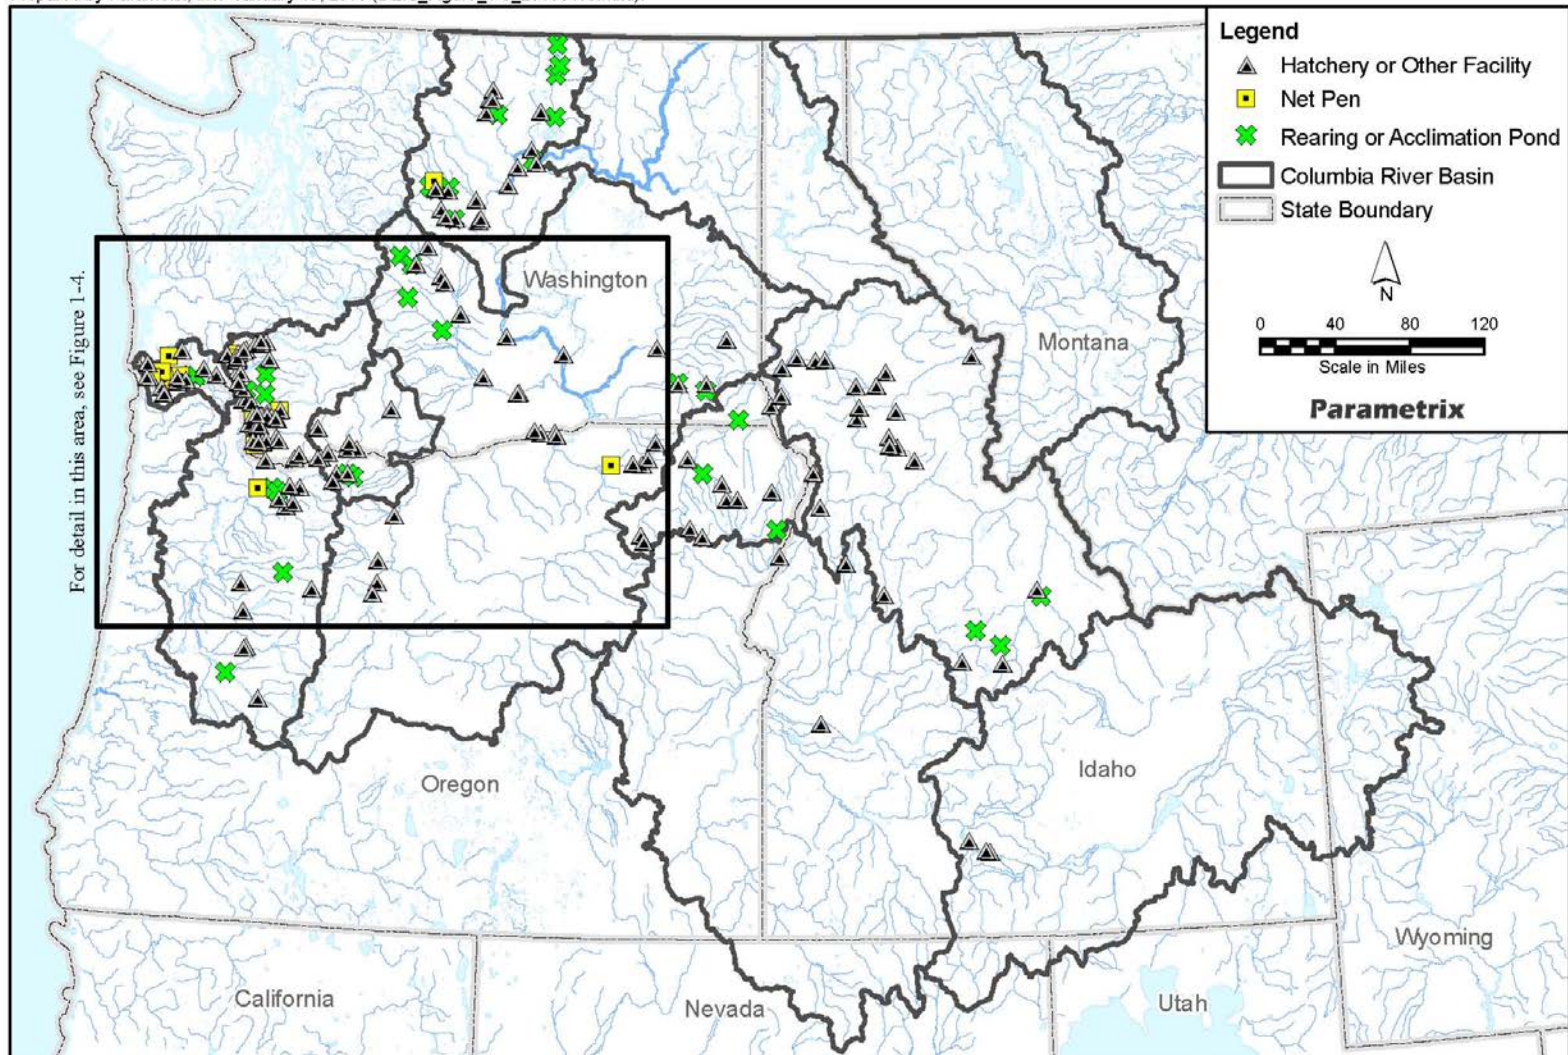 Legend
Hatchery or Other Facility
Net Pen
Rearing or Acclimation Pond
Columbia River Basin
State Boundary
N
0 40 80 120
Scale in Miles
Parametrix
For detail in this area, see Figure 1-4.
Washington
Montana
Oregon
Idaho
Wyoming
California
Nevada
Utah